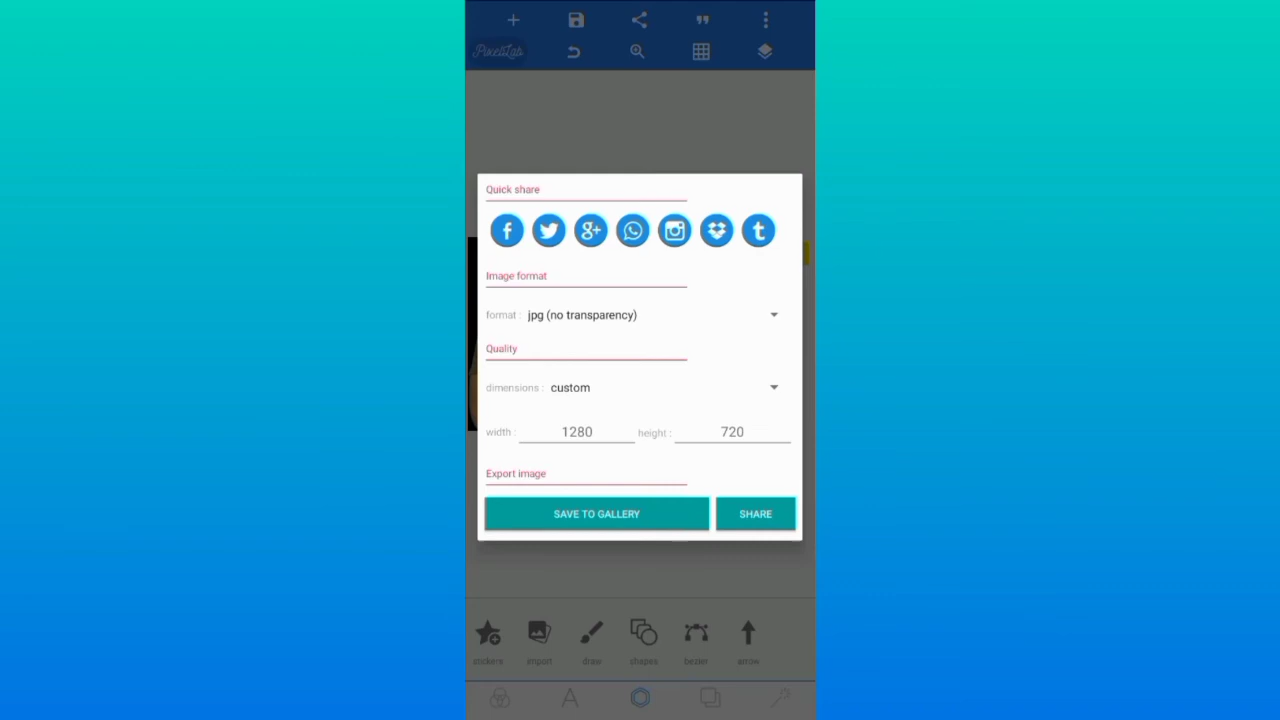 PixelLab
Quick share
Image format
format : jpg (no transparency)
Quality
dimensions : custom
width : 1280 height : 720
Export image
SAVE TO GALLERY SHARE
stickers import draw shapes bezier arrow